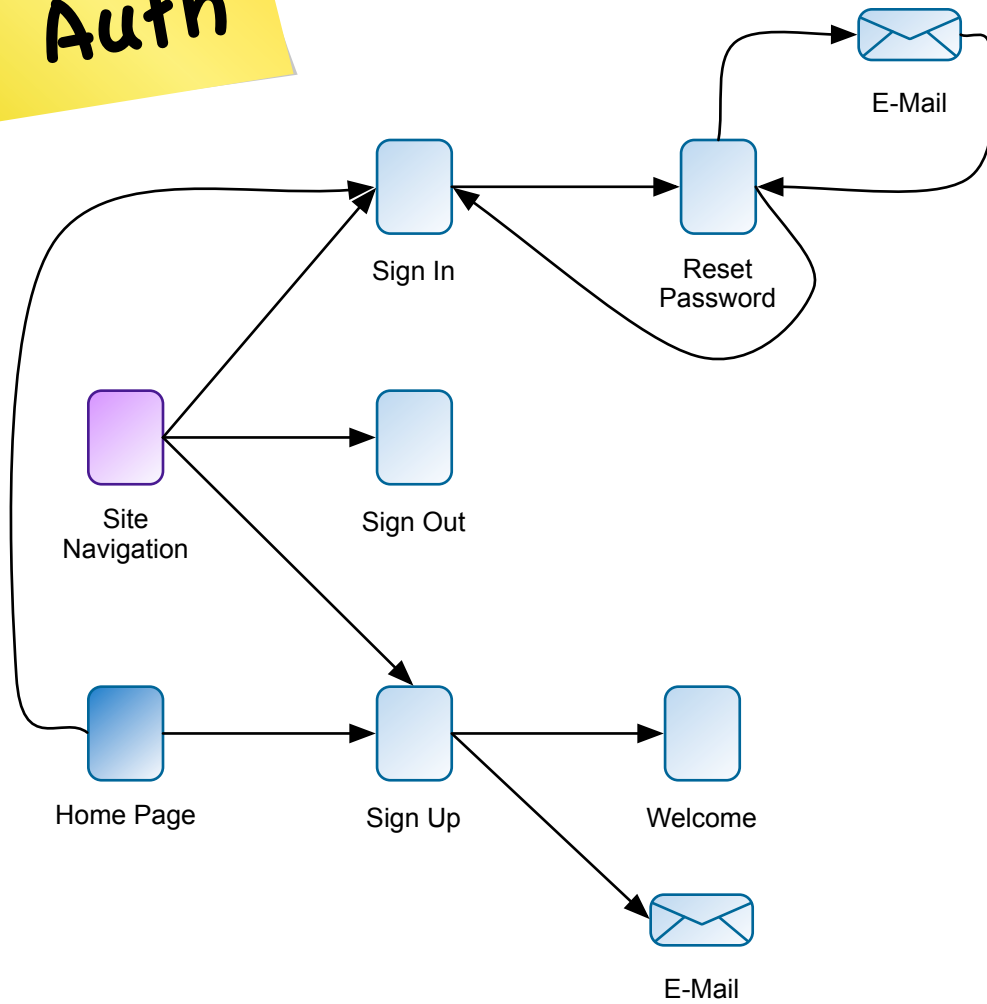 Auth
E-Mail
Sign In
Reset
Password
Site
Navigation
Sign Out
Home Page
Sign Up
Welcome
E-Mail